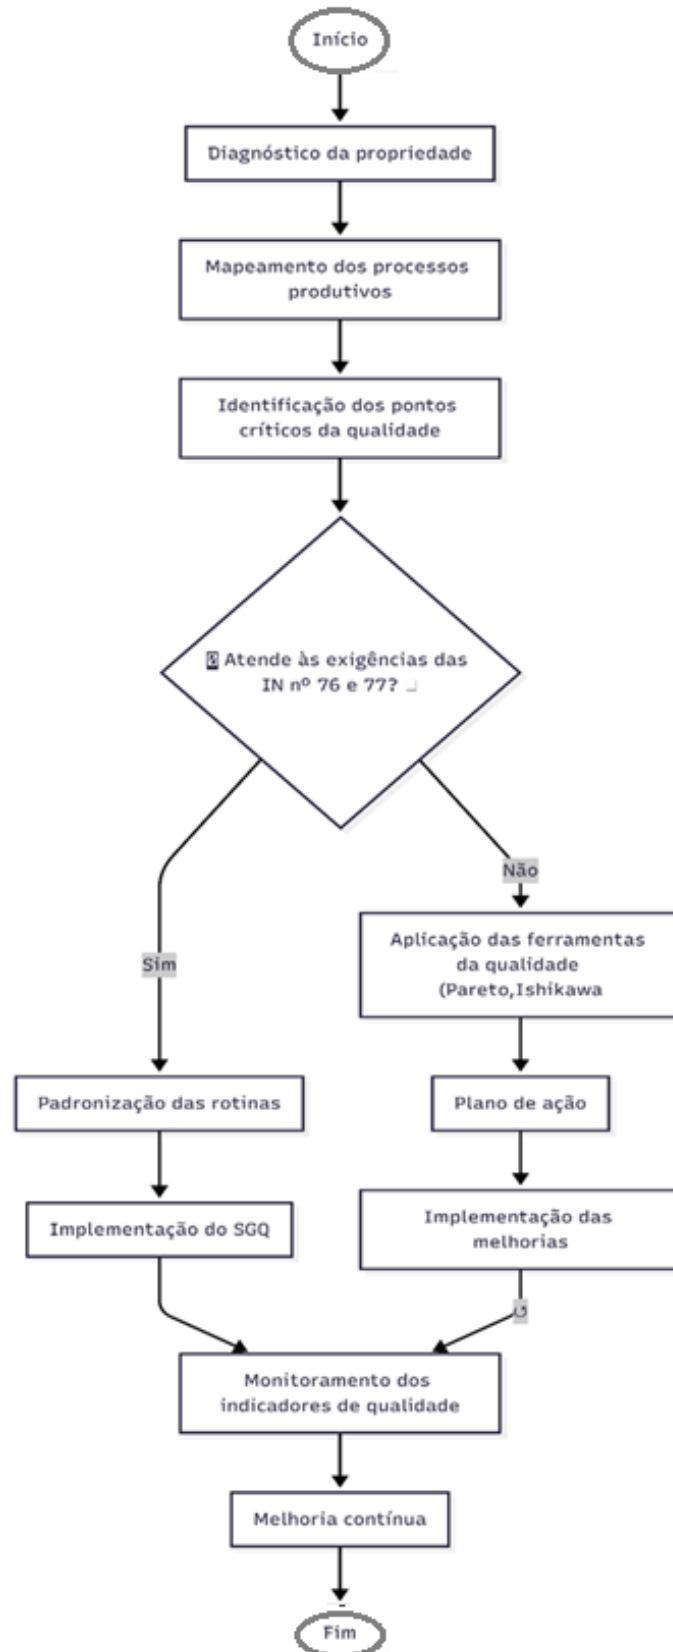 Início
Diagnóstico da propriedade
Mapeamento dos processos
produtivos
Identificação dos pontos
críticos da qualidade
Atende às exigências das
IN nº 76 e 77?
Não
Aplicação das ferramentas
da qualidade
(Pareto,Ishikawa
Sim
Padronização das rotinas
Plano de ação
Implementação do SGQ
Implementação das
melhorias
Monitoramento dos
indicadores de qualidade
Melhoria contínua
Fim